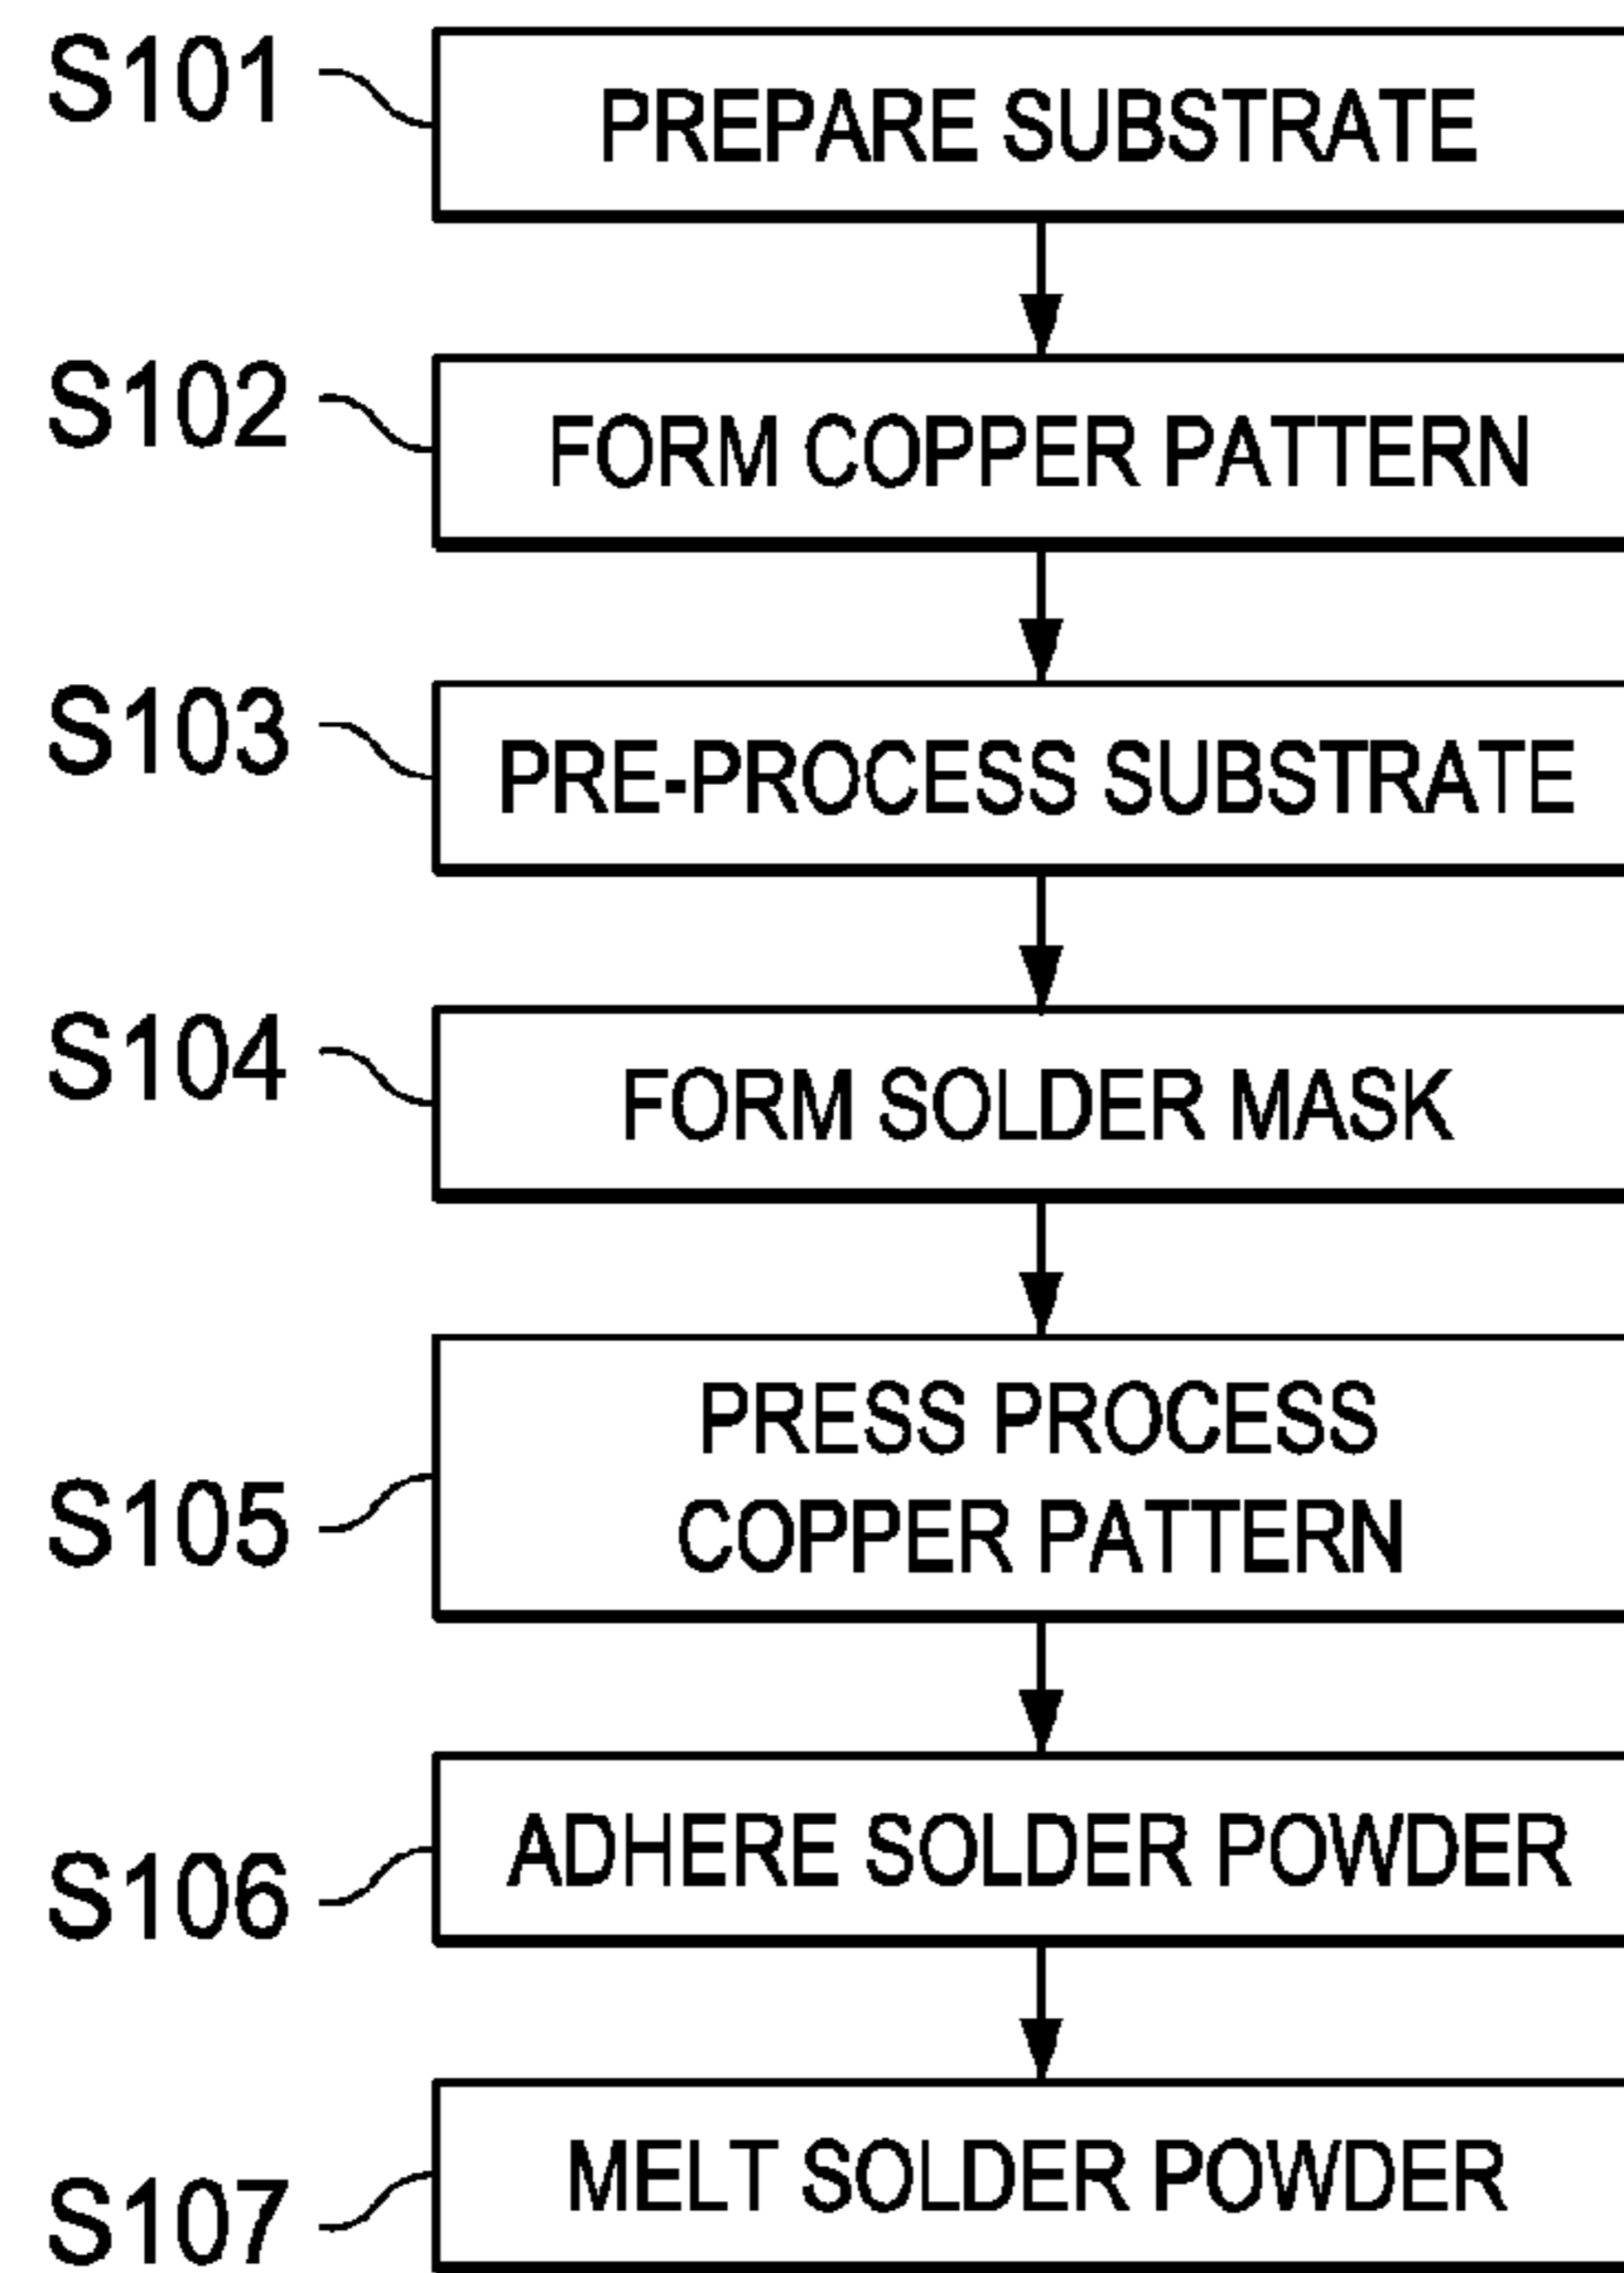 S101
PREPARE SUBSTRATE
S102
FORM COPPER PATTERN
S103
PRE-PROCESS SUBSTRATE
S104
FORM SOLDER MASK
S105
PRESS PROCESS
COPPER PATTERN
S106
ADHERE SOLDER POWDER
S107
MELT SOLDER POWDER